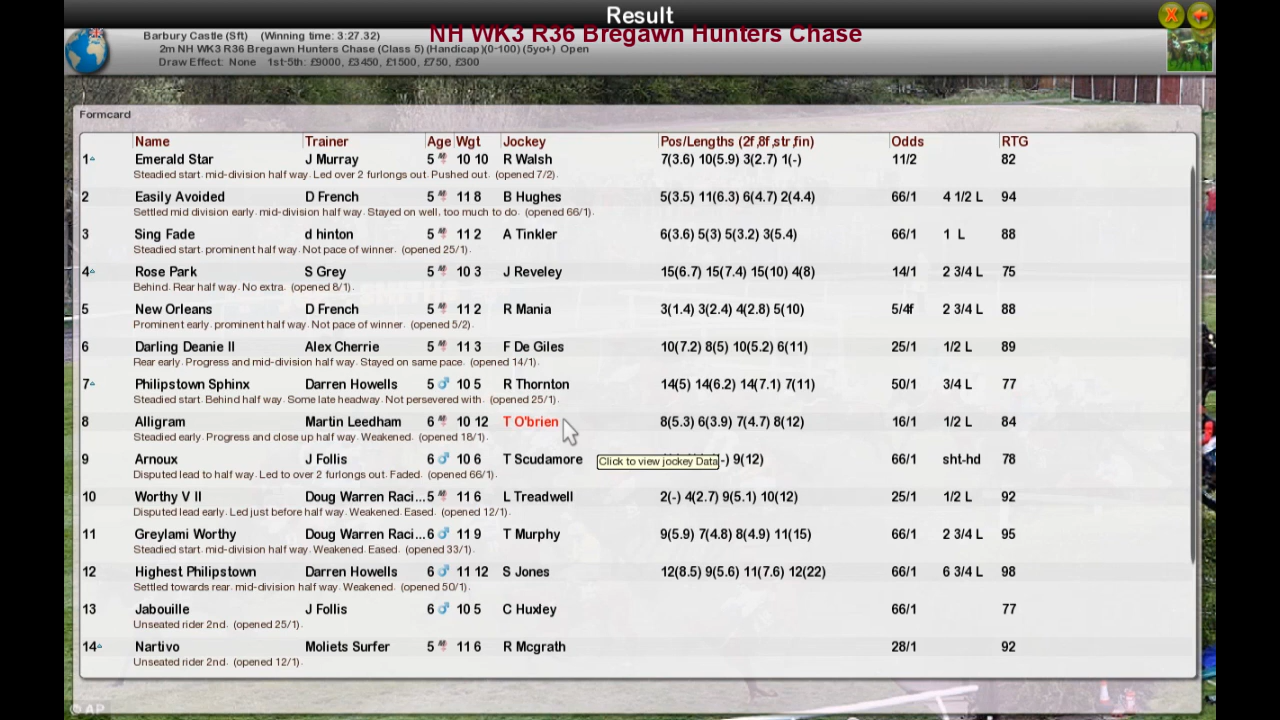 Result
NH WK3 R36 Bregawn Hunters Chase
Barbury Castle (Sft) (Winning time: 3:27.32)
2m NH WK3 R36 Bregawn Hunters Chase (Class 5) (Handicap)(0-100) (5yo+) Open
Draw Effect: None 1st-5th: £9000, £3450, £1500, £750, £300
Formcard
Name Trainer Age Wgt Jockey Pos/Lengths (2f,8f,str,fin) Odds RTG
1 Emerald Star J Murray 5 10 10 R Walsh 7(3.6) 10(5.9) 3(2.7) 1(-) 11/2 82
Steadied start. mid-division half way. Led over 2 furlongs out. Pushed out. (opened 7/2).
2 Easily Avoided D French 5 11 8 B Hughes 5(3.5) 11(6.3) 6(4.7) 2(4.4) 66/1 4 1/2 L 94
Settled mid division early. mid-division half way. Stayed on well, too much to do. (opened 66/1).
3 Sing Fade d hinton 5 11 2 A Tinkler 6(3.6) 5(3) 5(3.2) 3(5.4) 66/1 1 L 88
Steadied start. prominent half way. Not pace of winner. (opened 25/1).
4 Rose Park S Grey 5 10 3 J Reveley 15(6.7) 15(7.4) 15(10) 4(8) 14/1 2 3/4 L 75
Behind. Rear half way. No extra. (opened 8/1).
5 New Orleans D French 5 11 2 R Mania 3(1.4) 3(2.4) 4(2.8) 5(10) 5/4f 2 3/4 L 88
Prominent early. prominent half way. Not pace of winner. (opened 5/2).
6 Darling Deanie II Alex Cherrie 5 11 3 F De Giles 10(7.2) 8(5) 10(5.2) 6(11) 25/1 1/2 L 89
Rear early. Progress and mid-division half way. Stayed on same pace. (opened 14/1).
7 Philipstown Sphinx Darren Howells 5 10 5 R Thornton 14(5) 14(6.2) 14(7.1) 7(11) 50/1 3/4 L 77
Steadied start. Behind half way. Some late headway. Not persevered with. (opened 25/1).
8 Alligram Martin Leedham 6 10 12 T O'brien 8(5.3) 6(3.9) 7(4.7) 8(12) 16/1 1/2 L 84
Steadied early. Progress and close up half way. Weakened. (opened 18/1).
9 Arnoux J Follis 6 10 6 T Scudamore Click to view jockey Data -) 9(12) 66/1 sht-hd 78
Disputed lead to half way. Led to over 2 furlongs out. Faded. (opened 66/1).
10 Worthy V II Doug Warren Raci... 5 11 6 L Treadwell 2(-) 4(2.7) 9(5.1) 10(12) 25/1 1/2 L 92
Disputed lead early. Led just before half way. Weakened. Eased. (opened 12/1).
11 Greylami Worthy Doug Warren Raci... 6 11 9 T Murphy 9(5.9) 7(4.8) 8(4.9) 11(15) 66/1 2 3/4 L 95
Steadied start. mid-division half way. Weakened. Eased. (opened 33/1).
12 Highest Philipstown Darren Howells 6 11 12 S Jones 12(8.5) 9(5.6) 11(7.6) 12(22) 66/1 6 3/4 L 98
Settled towards rear. mid-division half way. Weakened. (opened 50/1).
13 Jabouille J Follis 6 10 5 C Huxley 66/1 77
Unseated rider 2nd. (opened 25/1).
14 Nartivo Moliets Surfer 5 11 6 R Mcgrath 28/1 92
Unseated rider 2nd. (opened 12/1).
© AP